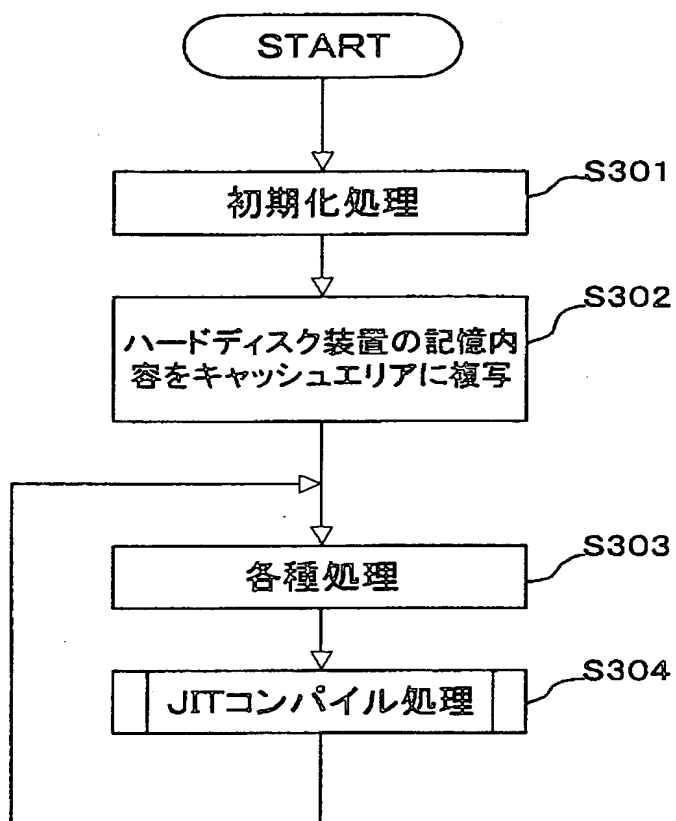 START
初期化処理
S301
ハードディスク装置の記憶内
容をキャッシュエリアに複写
S302
各種処理
S303
JITコンパイル処理
S304